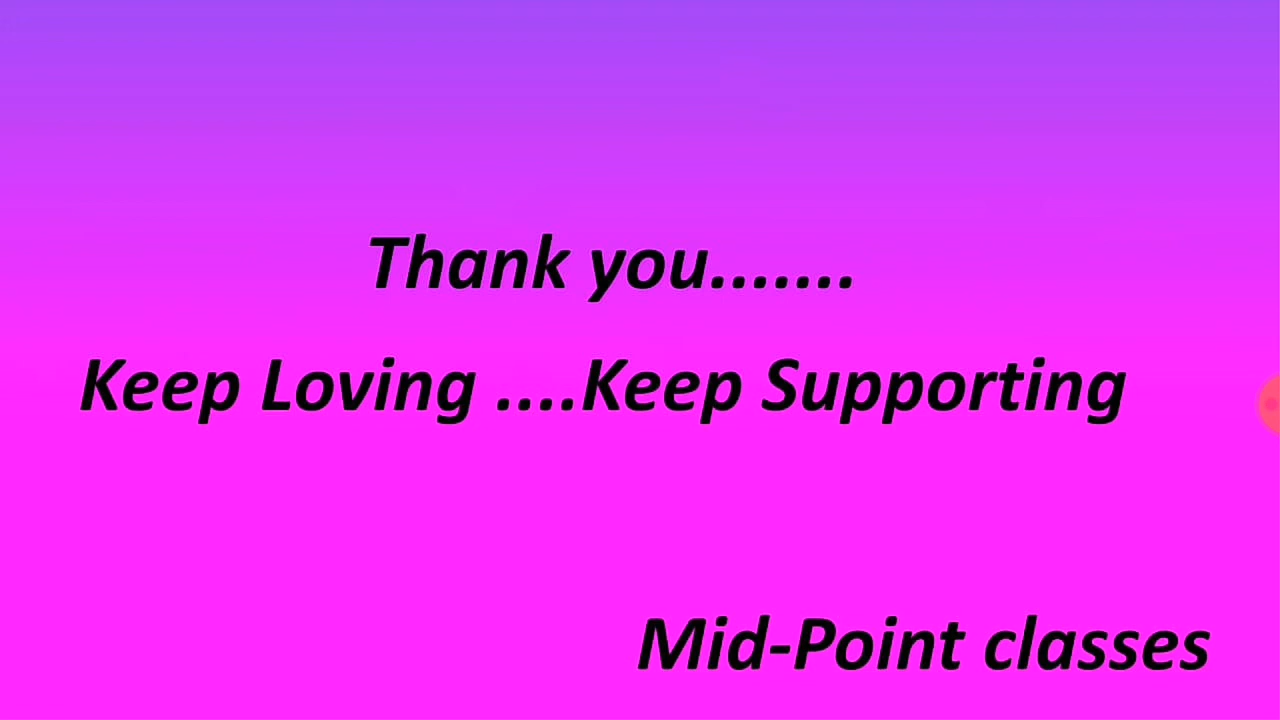 Thank you.......
Keep Loving ....Keep Supporting
Mid-Point classes